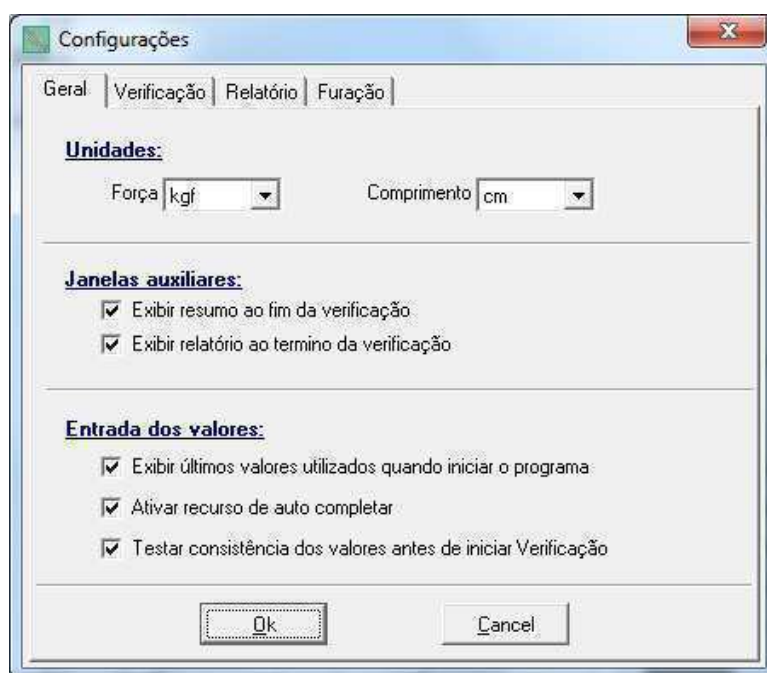 Configurações
Geral Verificação Relatório Furação
Unidades:
Força kgf Comprimento cm
Janelas auxiliares:
Exibir resumo ao fim da verificação
Exibir relatório ao termino da verificação
Entrada dos valores:
Exibir últimos valores utilizados quando iniciar o programa
Ativar recurso de auto completar
Testar consistência dos valores antes de iniciar Verificação
Ok Cancel